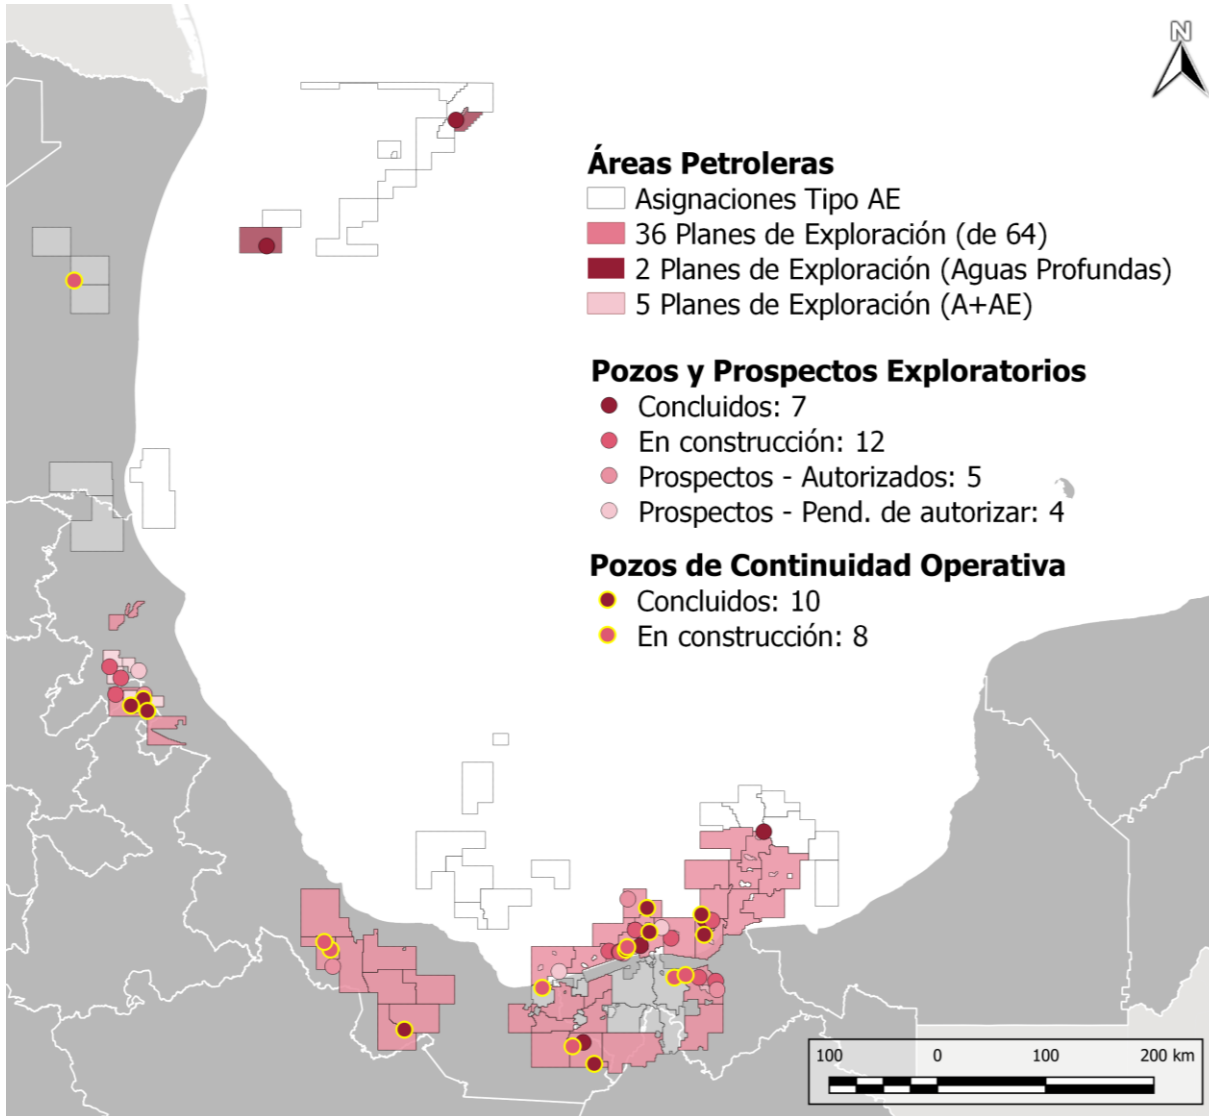 N
Áreas Petroleras
Asignaciones Tipo AE
36 Planes de Exploración (de 64)
2 Planes de Exploración (Aguas Profundas)
5 Planes de Exploración (A+AE)
Pozos y Prospectos Exploratorios
Concluidos: 7
En construcción: 12
Prospectos - Autorizados: 5
Prospectos - Pend. de autorizar: 4
Pozos de Continuidad Operativa
Concluidos: 10
En construcción: 8
100 0 100 200 km